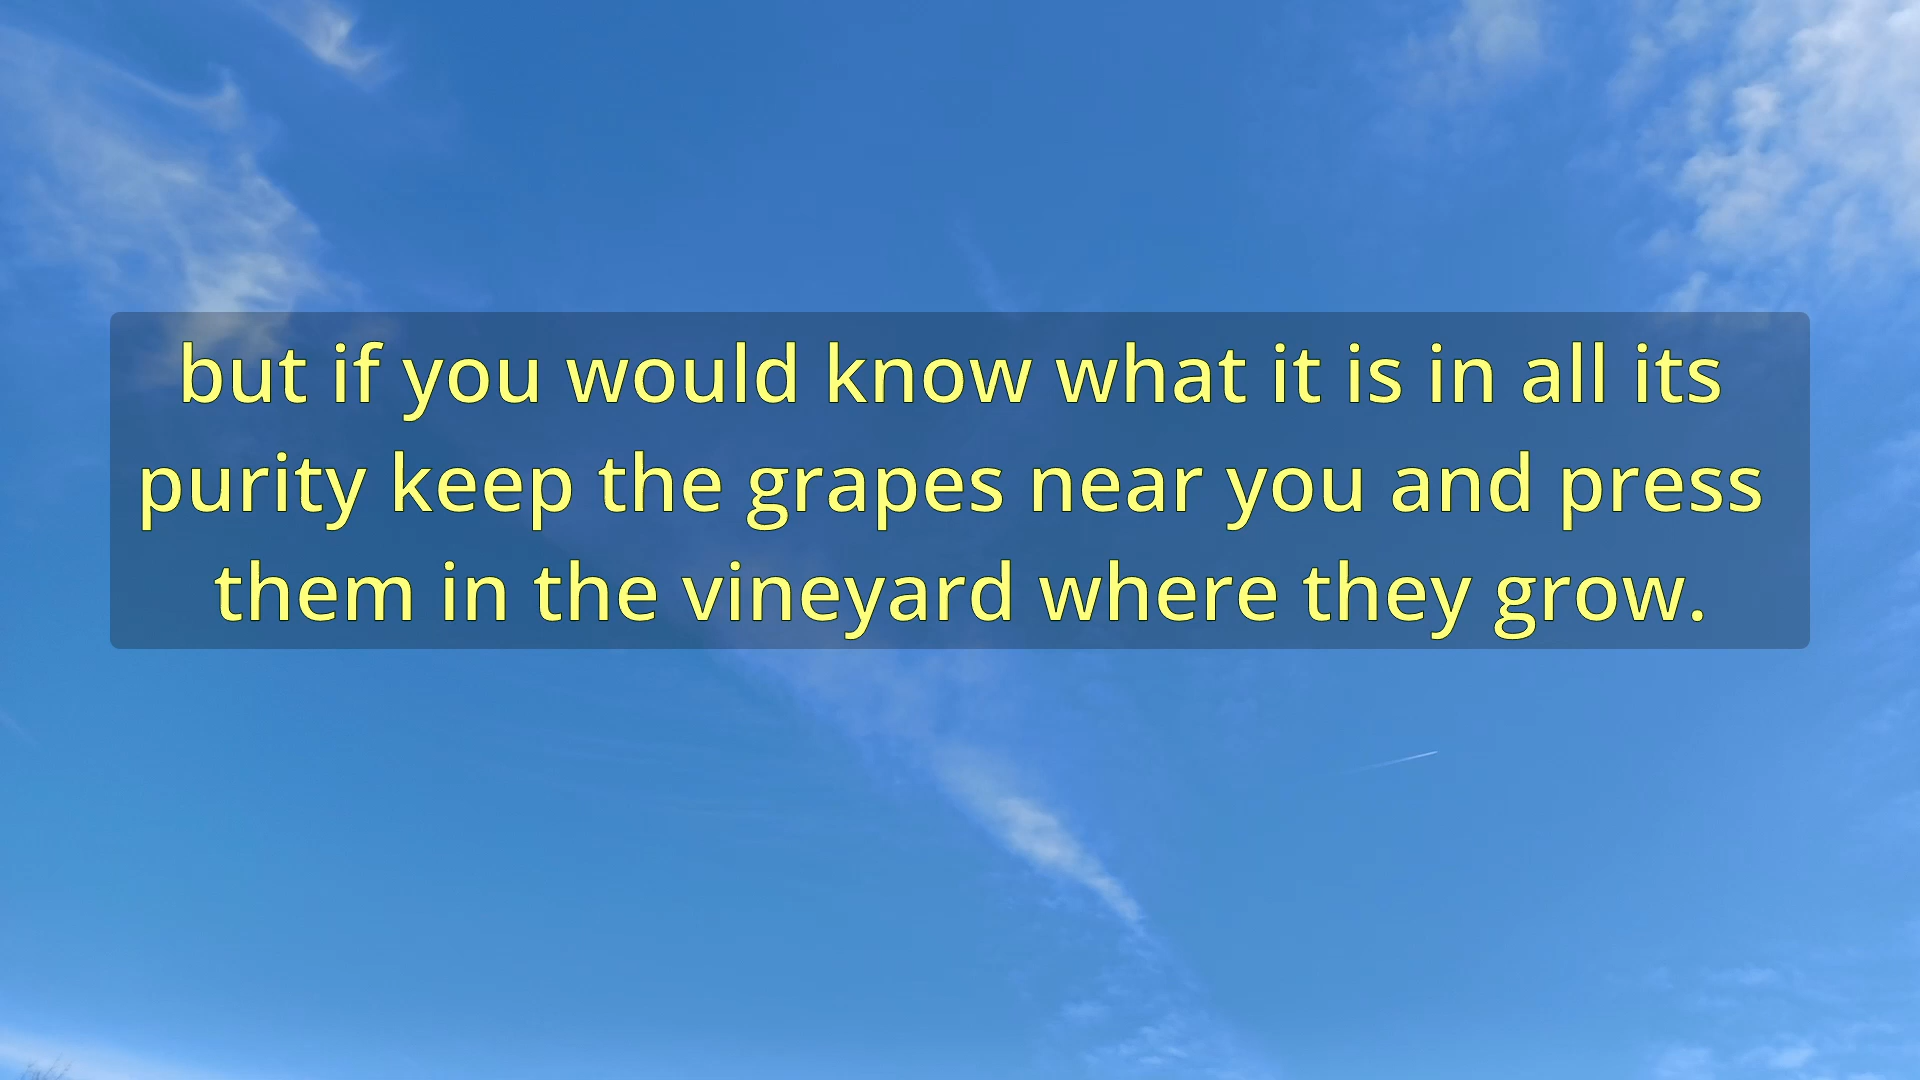 but if you would know what it is in all its
purity keep the grapes near you and press
them in the vineyard where they grow.